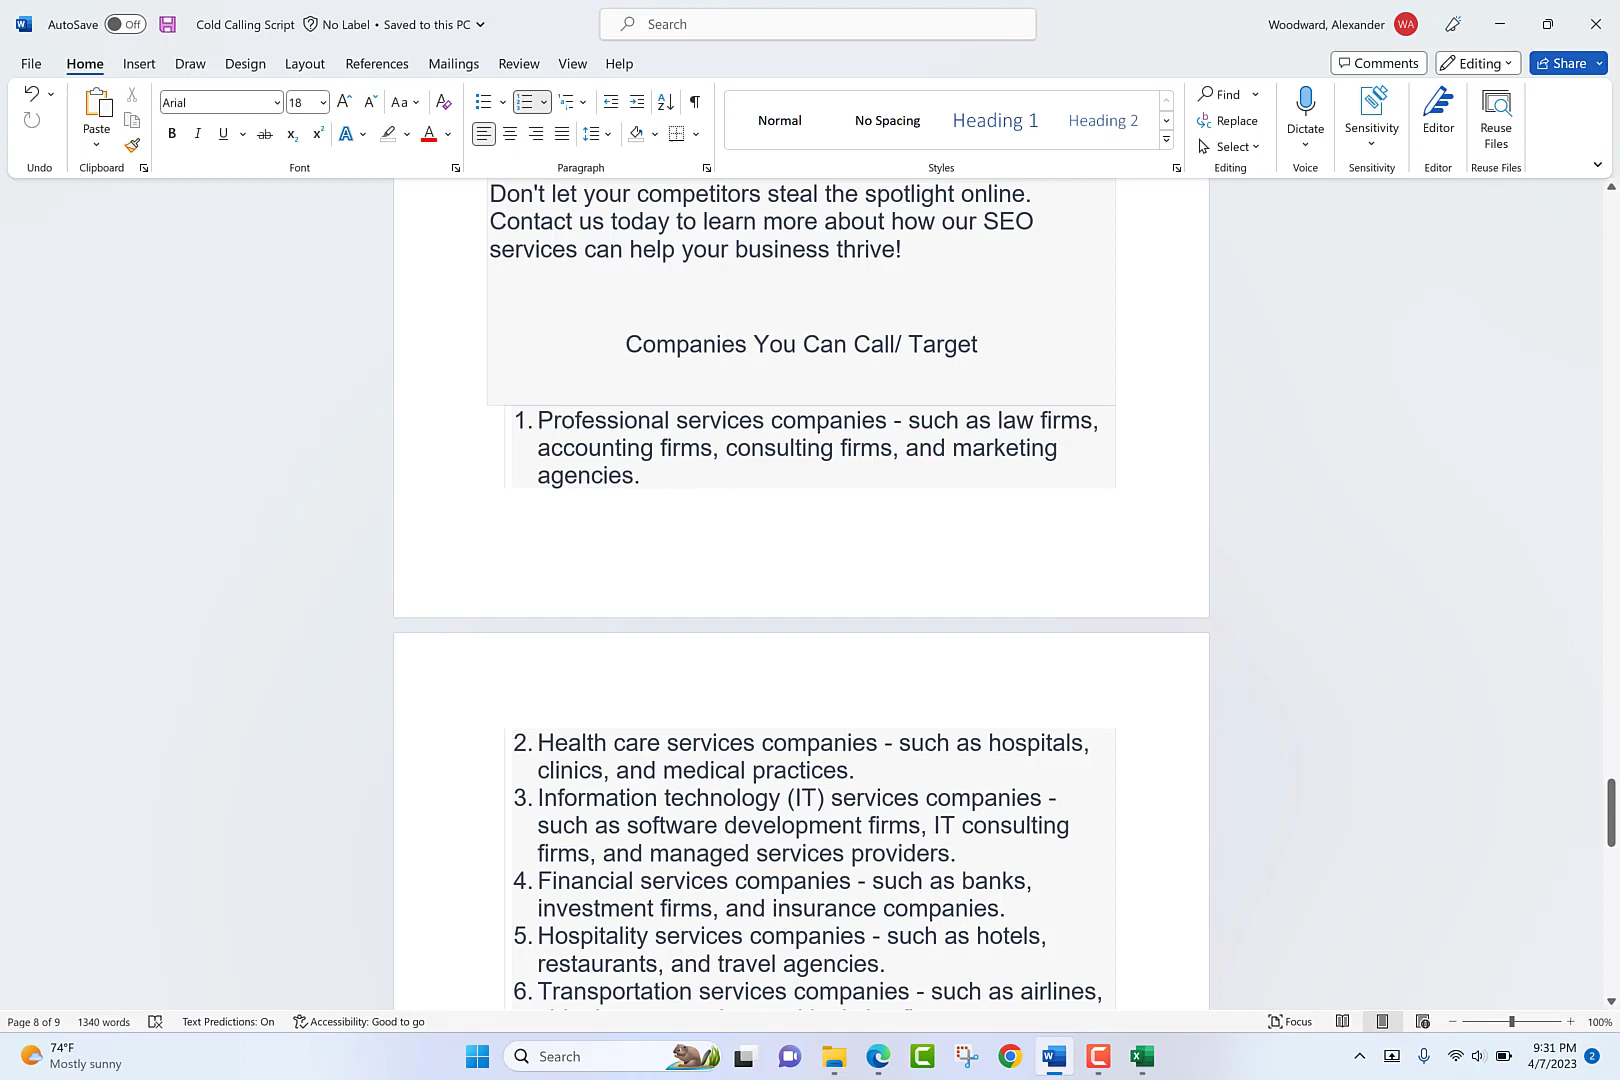 AutoSave Off Cold Calling Script No Label • Saved to this PC Search Woodward, Alexander WA
File Home Insert Draw Design Layout References Mailings Review View Help Comments Editing Share
Paste
Undo Clipboard
Arial 18 Aa
B I U ab x₂ x² A A
Font
Paragraph
Normal No Spacing Heading 1 Heading 2
Styles
Find
Replace
Select
Editing
Dictate
Voice
Sensitivity
Sensitivity
Editor
Editor
Reuse
Files
Reuse Files
Don't let your competitors steal the spotlight online.
Contact us today to learn more about how our SEO
services can help your business thrive!
Companies You Can Call/ Target
1. Professional services companies - such as law firms,
accounting firms, consulting firms, and marketing
agencies.
2. Health care services companies - such as hospitals,
clinics, and medical practices.
3. Information technology (IT) services companies -
such as software development firms, IT consulting
firms, and managed services providers.
4. Financial services companies - such as banks,
investment firms, and insurance companies.
5. Hospitality services companies - such as hotels,
restaurants, and travel agencies.
6. Transportation services companies - such as airlines,
Page 8 of 9 1340 words Text Predictions: On Accessibility: Good to go Focus 100%
74°F
Mostly sunny
Search
9:31 PM
4/7/2023
2